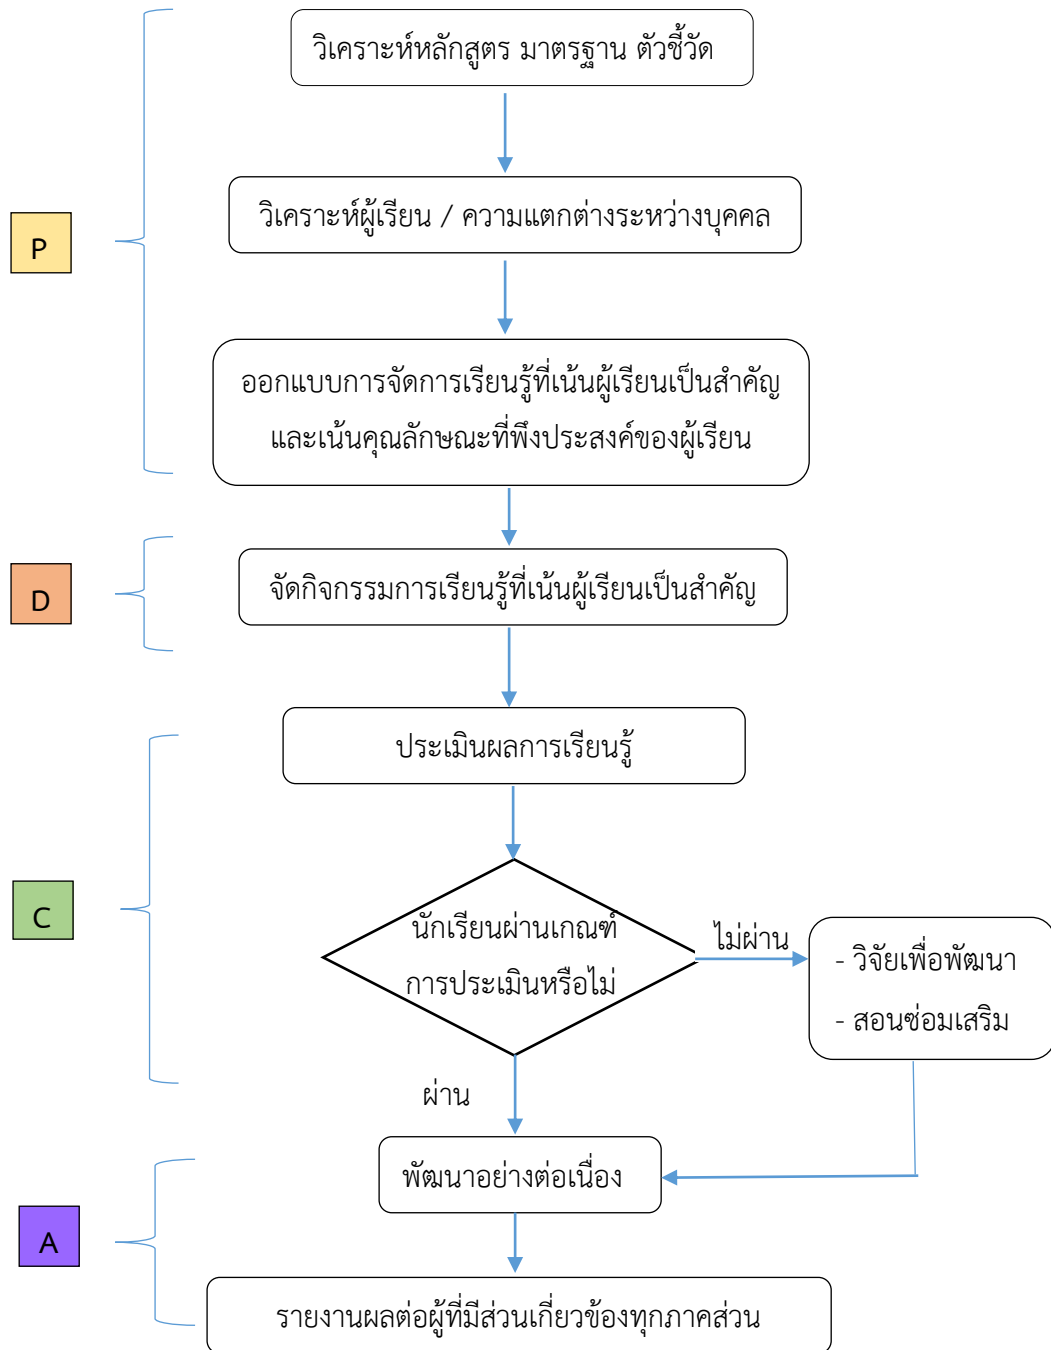 วิเคราะห์หลักสูตร มาตรฐาน ตัวชี้วัด
P
วิเคราะห์ผู้เรียน / ความแตกต่างระหว่างบุคคล
ออกแบบการจัดการเรียนรู้ที่เน้นผู้เรียนเป็นสำคัญ
และเน้นคุณลักษณะที่พึงประสงค์ของผู้เรียน
D
จัดกิจกรรมการเรียนรู้ที่เน้นผู้เรียนเป็นสำคัญ
ประเมินผลการเรียนรู้
C
นักเรียนผ่านเกณฑ์
การประเมินหรือไม่
ไม่ผ่าน
- วิจัยเพื่อพัฒนา
- สอนซ่อมเสริม
ผ่าน
พัฒนาอย่างต่อเนื่อง
A
รายงานผลต่อผู้ที่มีส่วนเกี่ยวข้องทุกภาคส่วน